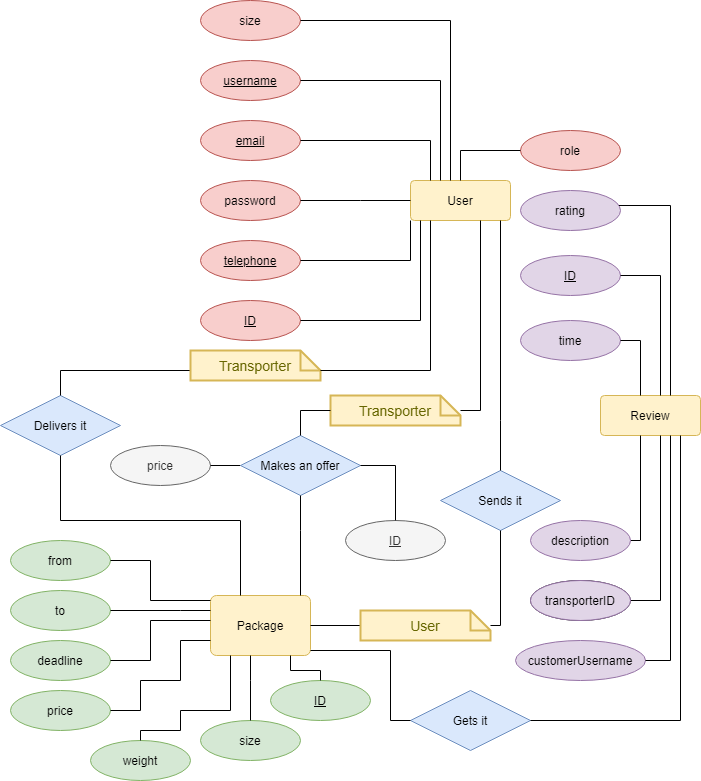 size
username
email
role
password
User
rating
telephone
ID
ID
time
Transporter
Transporter
Review
Delivers it
price
Makes an offer
Sends it
ID
description
from
to
transporterID
Package
User
deadline
customerUsername
price
ID
Gets it
weight
size